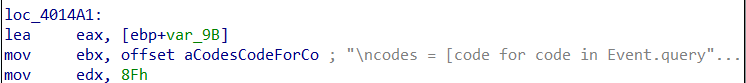 loc_4014A1:
lea     eax, [ebp+var_9B]
mov     ebx, offset aCodesCodeForCo ; "\ncodes = [code for code in Event.query"...
mov     edx, 8Fh